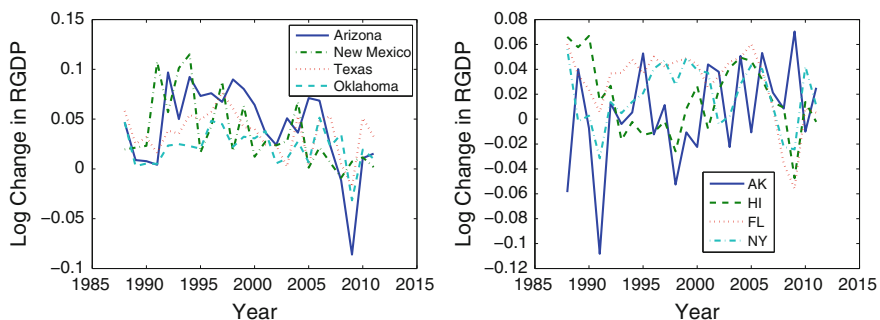 0.15
0.1
0.05
0
−0.05
−0.1
1985 1990 1995 2000 2005 2010 2015
Log Change in RGDP
Year
Arizona
New Mexico
Texas
Oklahoma
0.08
0.06
0.04
0.02
0
−0.02
−0.04
−0.06
−0.08
−0.1
−0.12
1985 1990 1995 2000 2005 2010 2015
Log Change in RGDP
Year
AK
HI
FL
NY